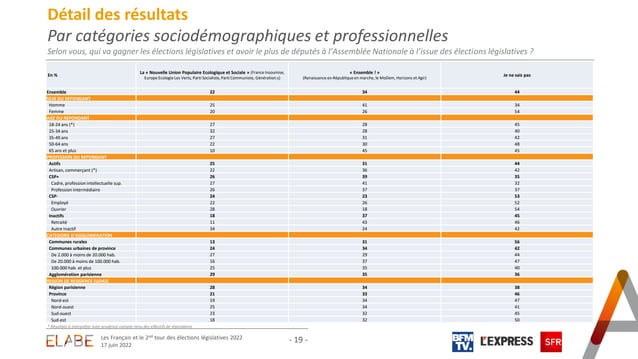 Détail des résultats
Par catégories sociodémographiques et professionnelles
Selon vous, qui va gagner les élections législatives et avoir le plus de députés à l'Assemblée Nationale à l'issue des élections législatives ?
En % La « Nouvelle Union Populaire Ecologique et Sociale » (France Insoumise, « Ensemble ! » Je ne sais pas
Europe Ecologie Les Verts, Parti Socialiste, Parti Communiste, Génération.s) (Renaissance ex-République en marche, le MoDem, Horizons et Agir)
Ensemble 22 34 44
SEXE DU REPONDANT
Homme 25 41 34
Femme 20 26 54
AGE DU REPONDANT
18-24 ans (*) 27 28 45
25-34 ans 32 28 40
35-49 ans 27 31 42
50-64 ans 22 30 48
65 ans et plus 10 45 45
PROFESSION DU REPONDANT
Actifs 25 31 44
Artisan, commerçant (*) 22 36 42
CSP+ 26 39 35
Cadre, profession intellectuelle sup. 27 41 32
Profession intermédiaire 26 37 37
CSP- 24 23 53
Employé 22 26 52
Ouvrier 28 18 54
Inactifs 18 37 45
Retraité 11 43 46
Autre inactif 34 24 42
CATEGORIE D'AGGLOMERATION
Communes rurales 13 31 56
Communes urbaines de province 24 34 42
De 2.000 à moins de 20.000 hab. 27 29 44
De 20.000 à moins de 100.000 hab. 16 37 47
100.000 hab. et plus 25 35 40
Agglomération parisienne 29 35 36
REGION DE RESIDENCE (UDA5)
Région parisienne 28 34 38
Province 21 33 46
Nord-est 19 34 47
Nord-ouest 25 34 41
Sud-ouest 23 32 45
Sud-est 18 32 50
* Résultats à interpréter avec prudence compte tenu des effectifs de répondants
ELABE
Les Français et le 2nd tour des élections législatives 2022
17 juin 2022
- 19 -
BFM TV.
L'EXPRESS
SFR